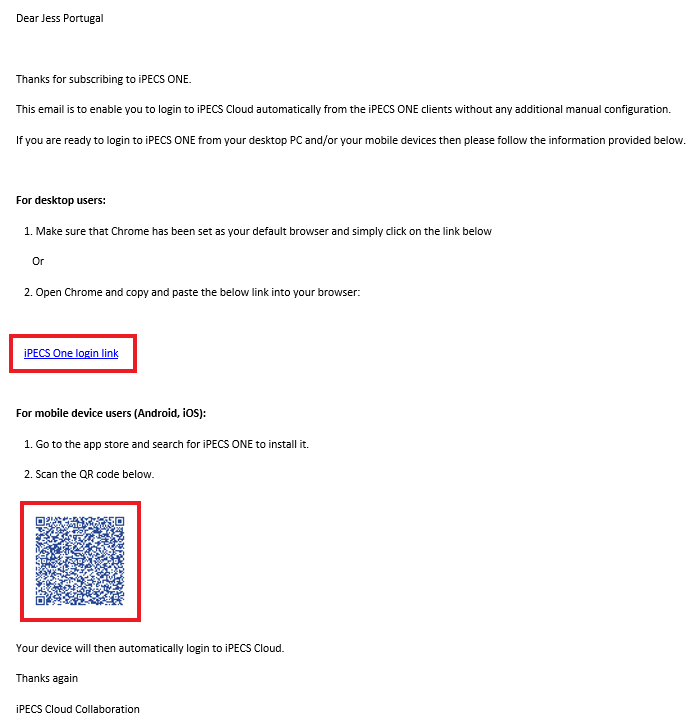 Dear Jess Portugal
Thanks for subscribing to iPECS ONE.
This email is to enable you to login to iPECS Cloud automatically from the iPECS ONE clients without any additional manual configuration.
If you are ready to login to iPECS ONE from your desktop PC and/or your mobile devices then please follow the information provided below.
For desktop users:
1. Make sure that Chrome has been set as your default browser and simply click on the link below
Or
2. Open Chrome and copy and paste the below link into your browser:
iPECS One login link
For mobile device users (Android, iOS):
1. Go to the app store and search for iPECS ONE to install it.
2. Scan the QR code below.
Your device will then automatically login to iPECS Cloud.
Thanks again
iPECS Cloud Collaboration